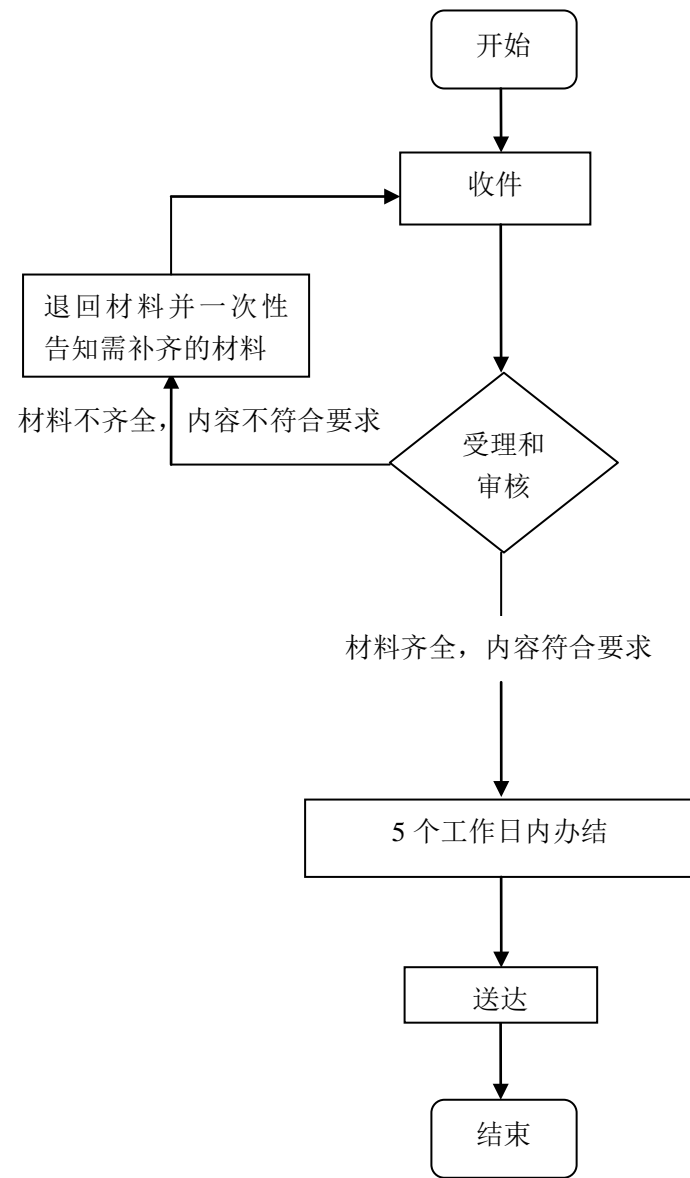 开始
收件
退回材料并一次性
告知需补齐的材料
材料不齐全，内容不符合要求
受理和
审核
材料齐全，内容符合要求
5 个工作日内办结
送达
结束